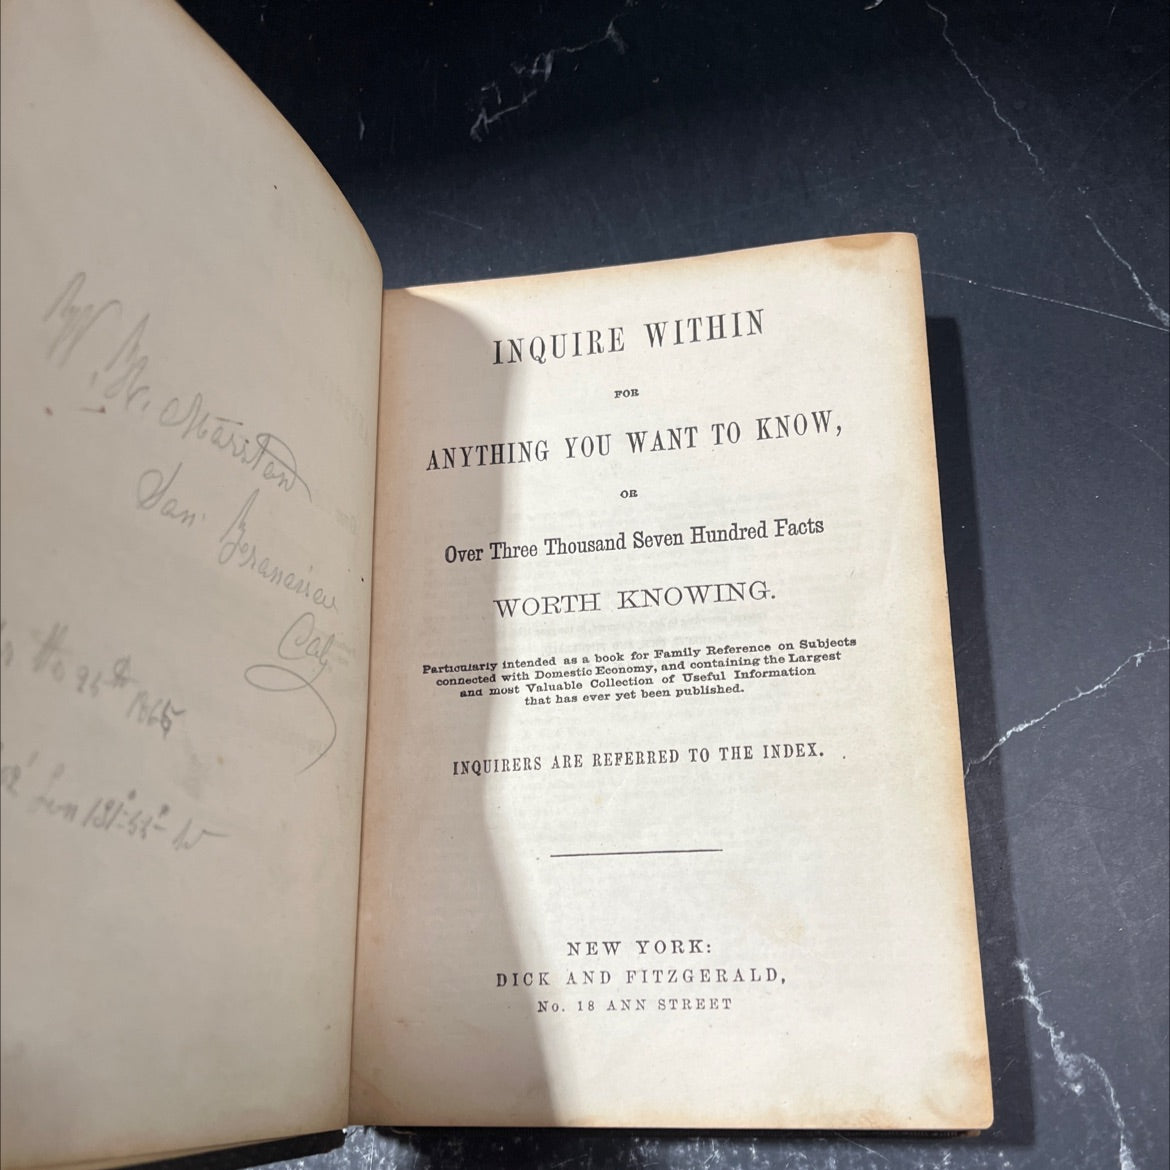 San Francisco
Caly
1865
INQUIRE WITHIN
FOR
ANYTHING YOU WANT TO KNOW,
OR
Over Three Thousand Seven Hundred Facts
WORTH KNOWING.
Particularly intended as a book for Family Reference on Subjects
connected with Domestic Economy, and containing the Largest
and most Valuable Collection of Useful Information
that has ever yet been published.
INQUIRERS ARE REFERRED TO THE INDEX.
NEW YORK:
DICK AND FITZGERALD,
No. 18 ANN STREET